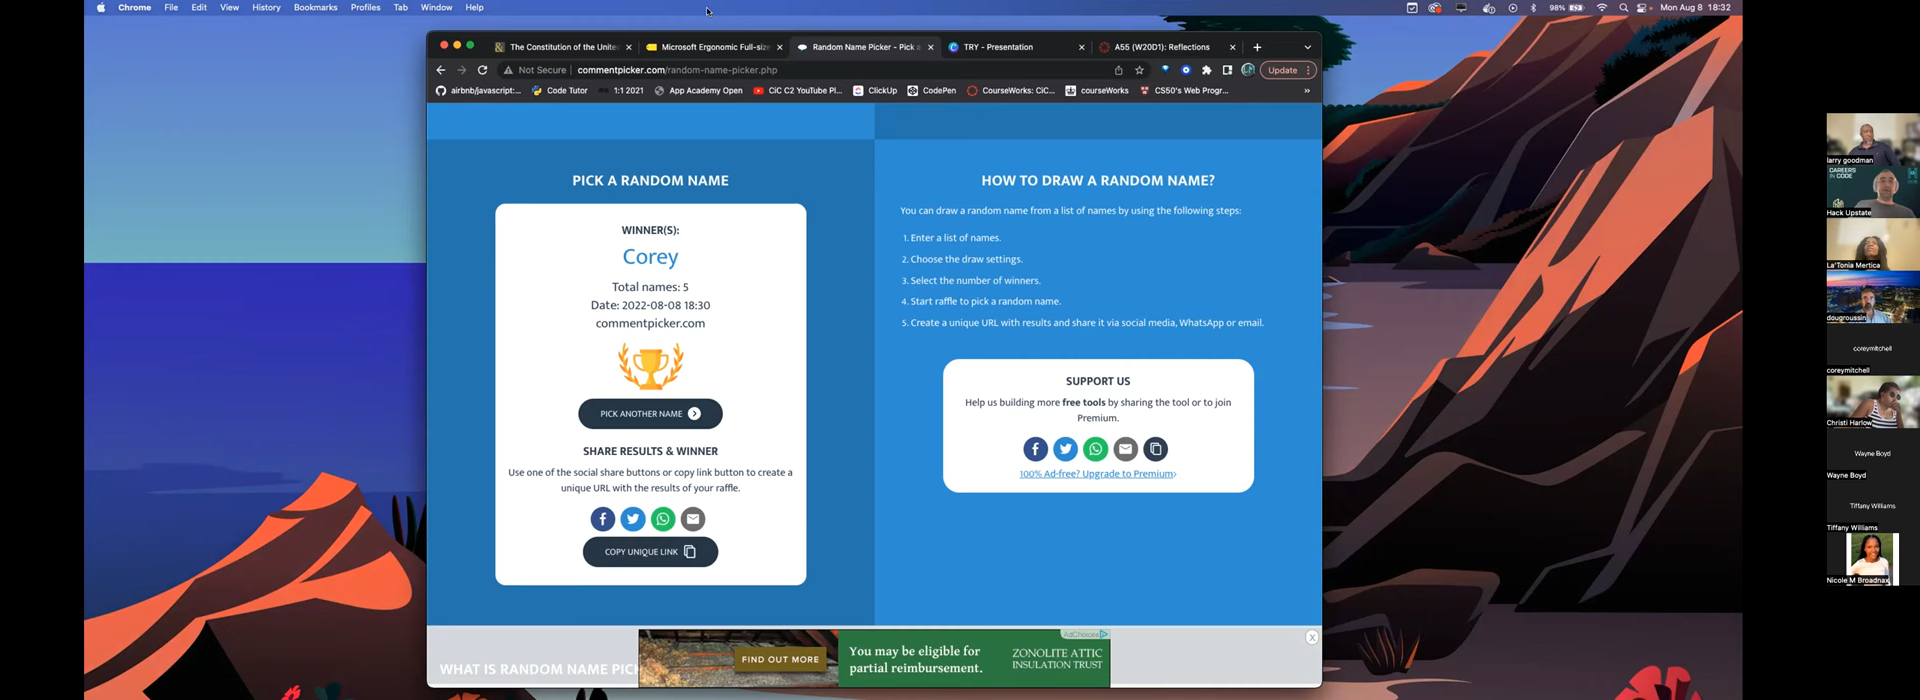 Chrome File Edit View History Bookmarks Profiles Tab Window Help
98% Mon Aug 8 18:32
The Constitution of the Unite
Microsoft Ergonomic Full-size
Random Name Picker - Pick a
TRY - Presentation
A55 (W20D1): Reflections
Not Secure | commentpicker.com/random-name-picker.php
Update
airbnb/javascript:...
Code Tutor
1:1 2021
App Academy Open
CiC C2 YouTube Pl...
ClickUp
CodePen
CourseWorks: CiC...
courseWorks
CS50's Web Progr...
»
PICK A RANDOM NAME
WINNER(S):
Corey
Total names: 5
Date: 2022-08-08 18:30
commentpicker.com
PICK ANOTHER NAME
SHARE RESULTS & WINNER
Use one of the social share buttons or copy link button to create a
unique URL with the results of your raffle.
COPY UNIQUE LINK
HOW TO DRAW A RANDOM NAME?
You can draw a random name from a list of names by using the following steps:
1. Enter a list of names.
2. Choose the draw settings.
3. Select the number of winners.
4. Start raffle to pick a random name.
5. Create a unique URL with results and share it via social media, WhatsApp or email.
SUPPORT US
Help us building more free tools by sharing the tool or to join
Premium.
100% Ad-free? Upgrade to Premium›
WHAT IS RANDOM NAME PICK
FIND OUT MORE
You may be eligible for
partial reimbursement.
ZONOLITE ATTIC
INSULATION TRUST
AdChoices
X
larry goodman
CAREERS
IN CODE
Hack Upstate
La'Tonia Mertica
dougroussin
coreymitchell
coreymitchell
Christi Harlow
Wayne Boyd
Wayne Boyd
Tiffany Williams
Tiffany Williams
Nicole M Broadnax